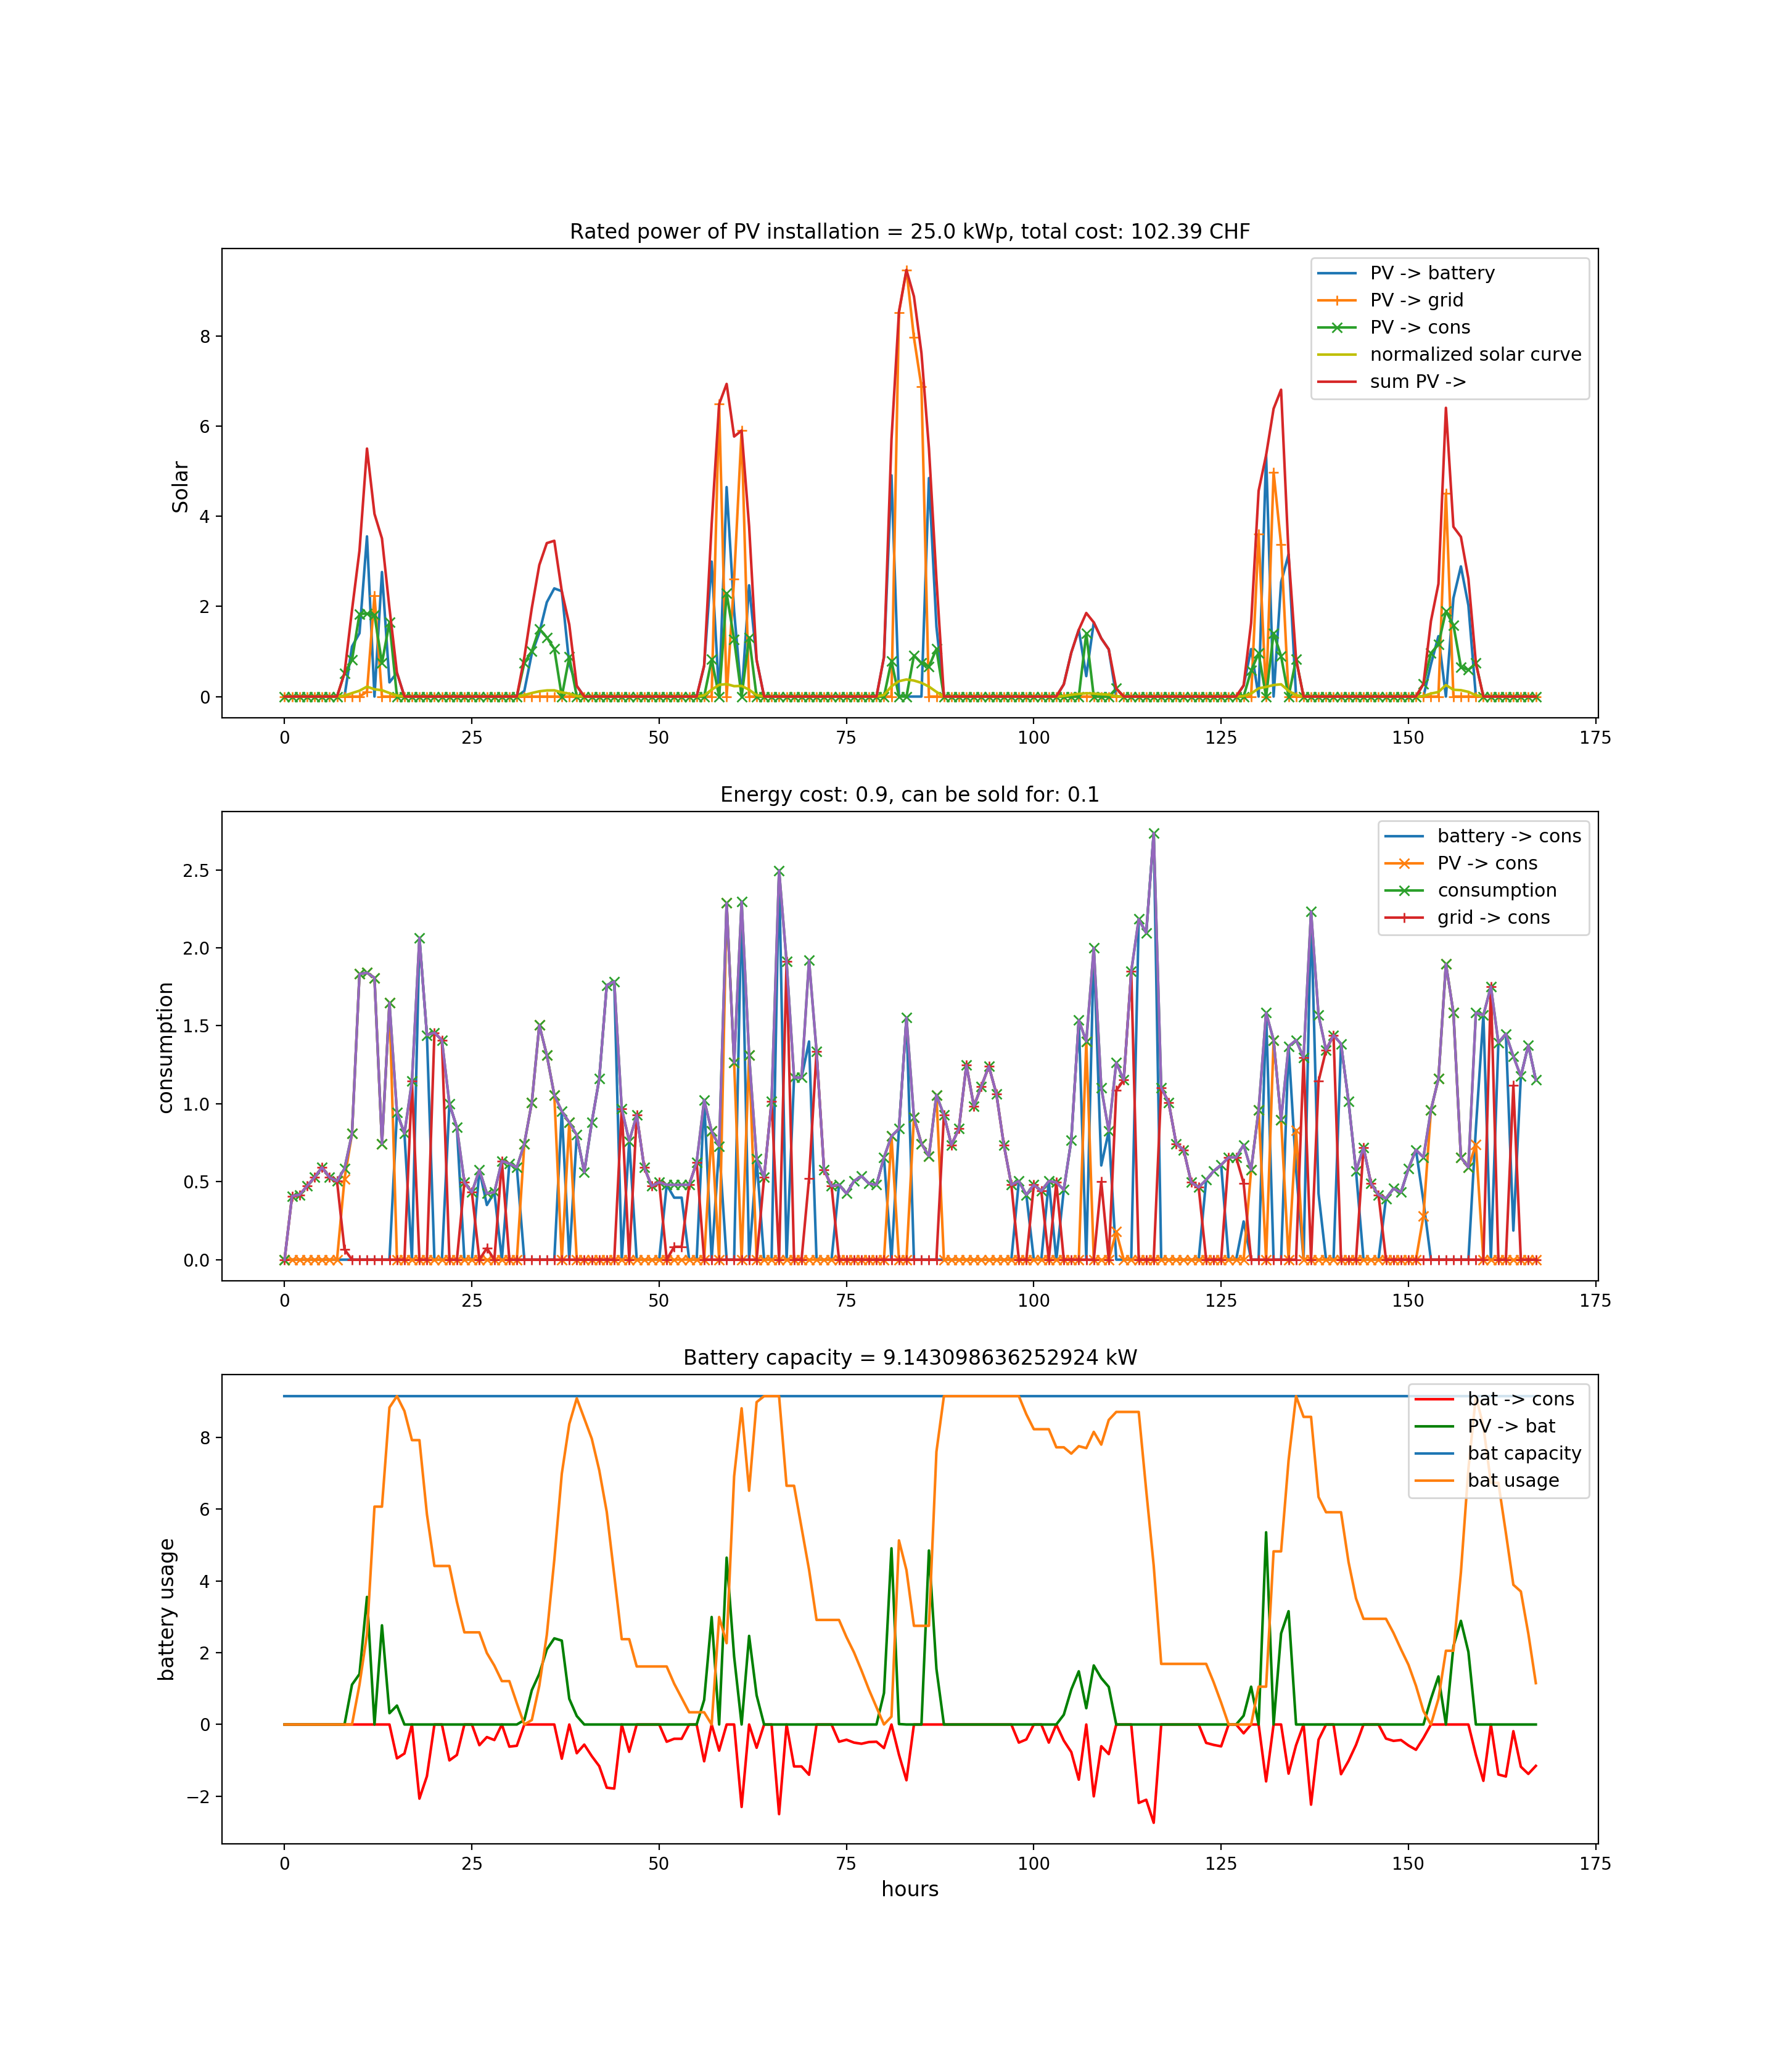 Rated power of PV installation = 25.0 kWp, total cost: 102.39 CHF
PV -> battery
PV -> grid
PV -> cons
normalized solar curve
sum PV ->
Solar
8
6
4
2
0
0 25 50 75 100 125 150 175
Energy cost: 0.9, can be sold for: 0.1
battery -> cons
PV -> cons
consumption
grid -> cons
consumption
2.5
2.0
1.5
1.0
0.5
0.0
0 25 50 75 100 125 150 175
Battery capacity = 9.143098636252924 kW
bat -> cons
PV -> bat
bat capacity
bat usage
battery usage
8
6
4
2
0
−2
0 25 50 75 100 125 150 175
hours